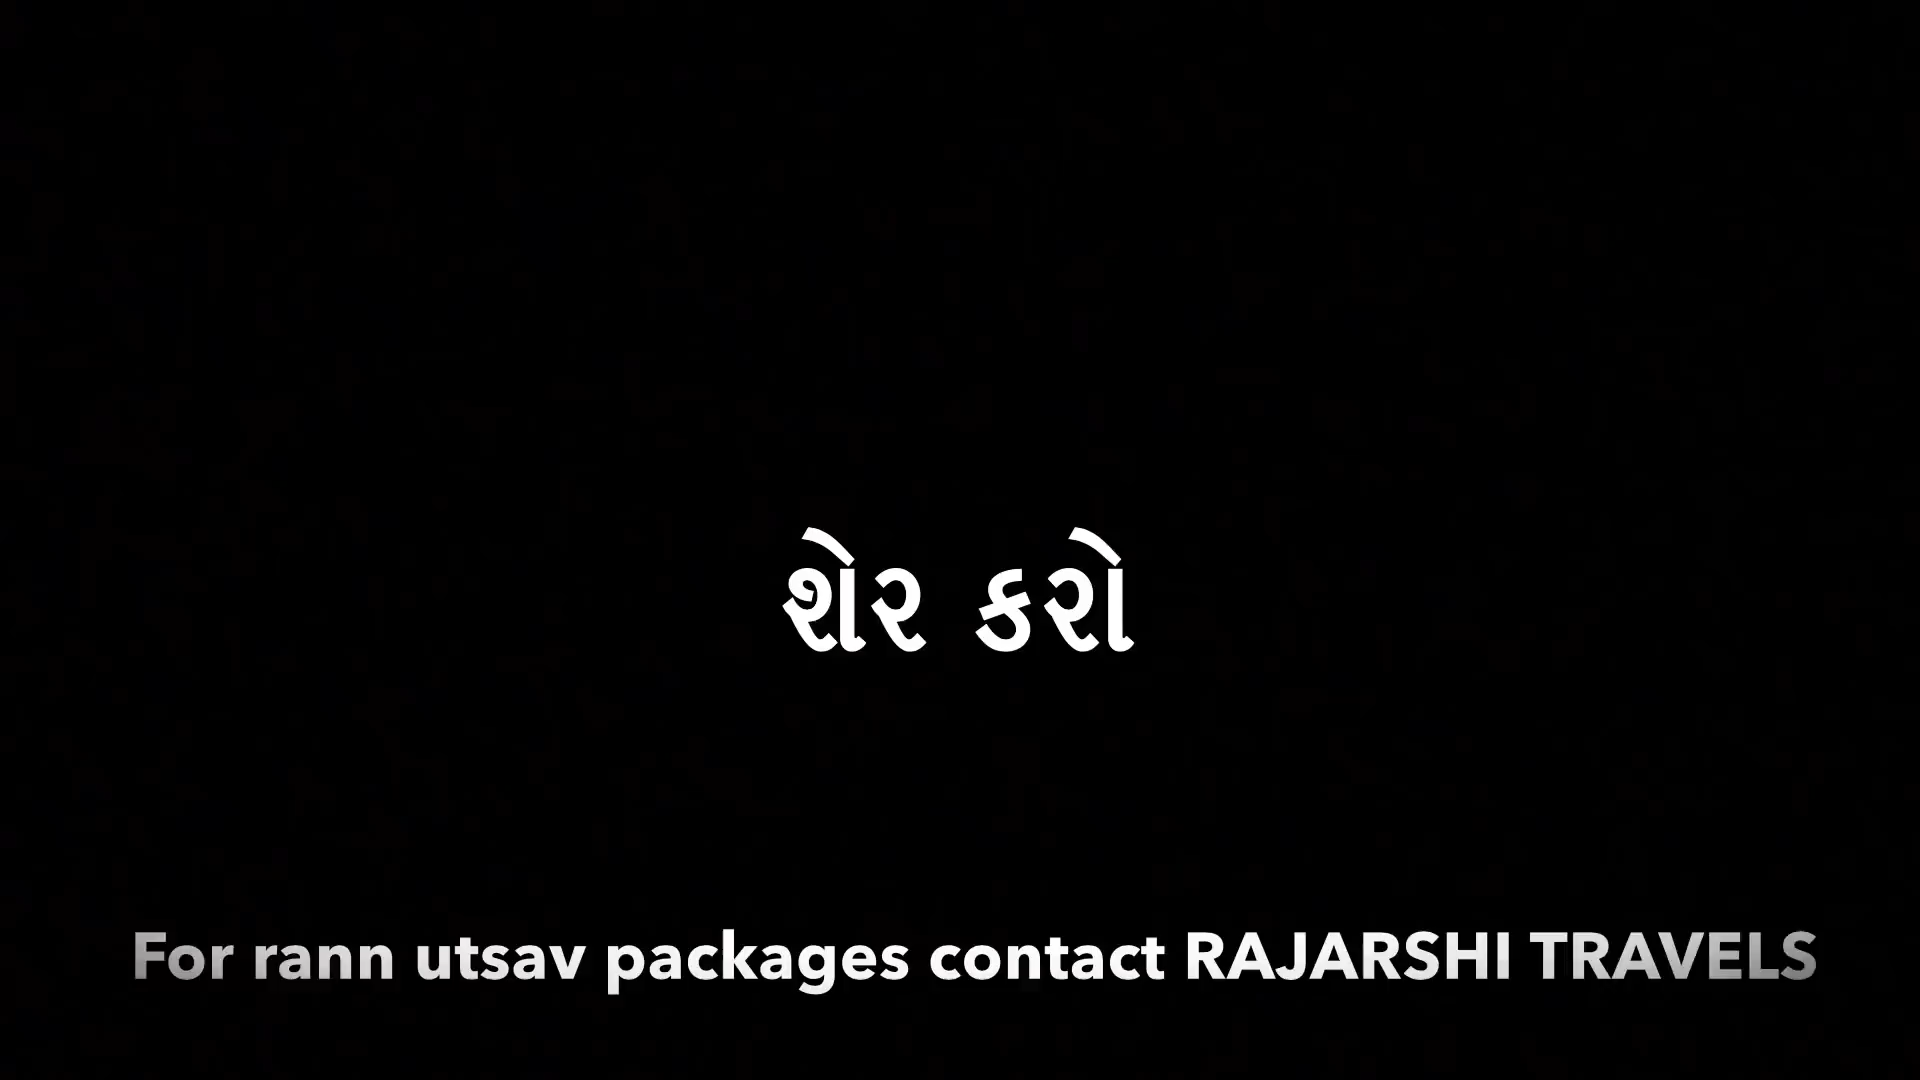 શેર કરો
For rann utsav packages contact RAJARSHI TRAVELS